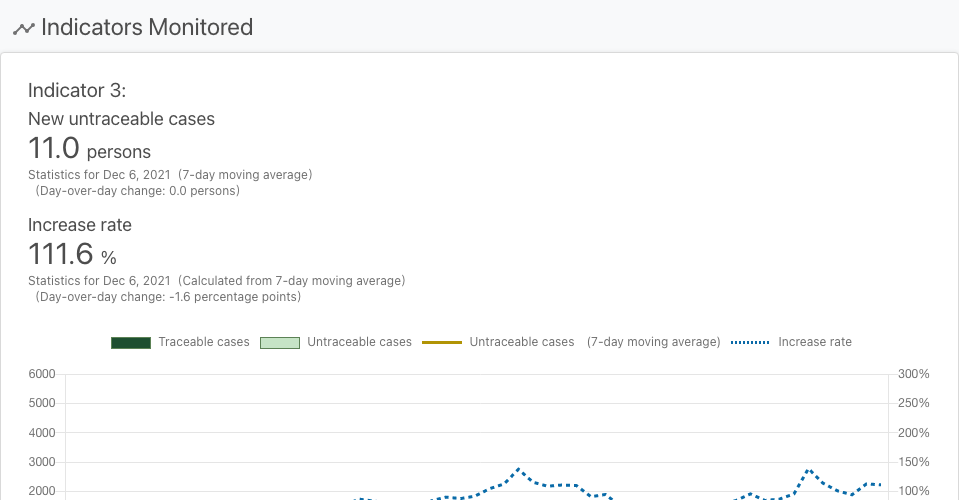 Indicators Monitored
Indicator 3:
New untraceable cases
11.0 persons
Statistics for Dec 6, 2021 (7-day moving average)
(Day-over-day change: 0.0 persons)
Increase rate
111.6 %
Statistics for Dec 6, 2021 (Calculated from 7-day moving average)
(Day-over-day change: -1.6 percentage points)
Traceable cases Untraceable cases Untraceable cases (7-day moving average) Increase rate
6000 300%
5000 250%
4000 200%
3000 150%
2000 100%